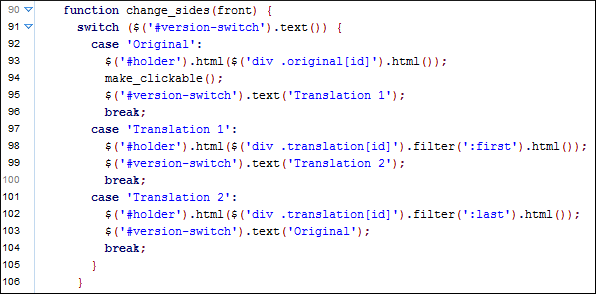 90 function change_sides(front) {
91 switch ($('#version-switch').text()) {
92 case 'Original':
93 $('#holder').html($('div .original[id]').html());
94 make_clickable();
95 $('#version-switch').text('Translation 1');
96 break;
97 case 'Translation 1':
98 $('#holder').html($('div .translation[id]').filter(':first').html());
99 $('#version-switch').text('Translation 2');
100 break;
101 case 'Translation 2':
102 $('#holder').html($('div .translation[id]').filter(':last').html());
103 $('#version-switch').text('Original');
104 break;
105 }
106 }